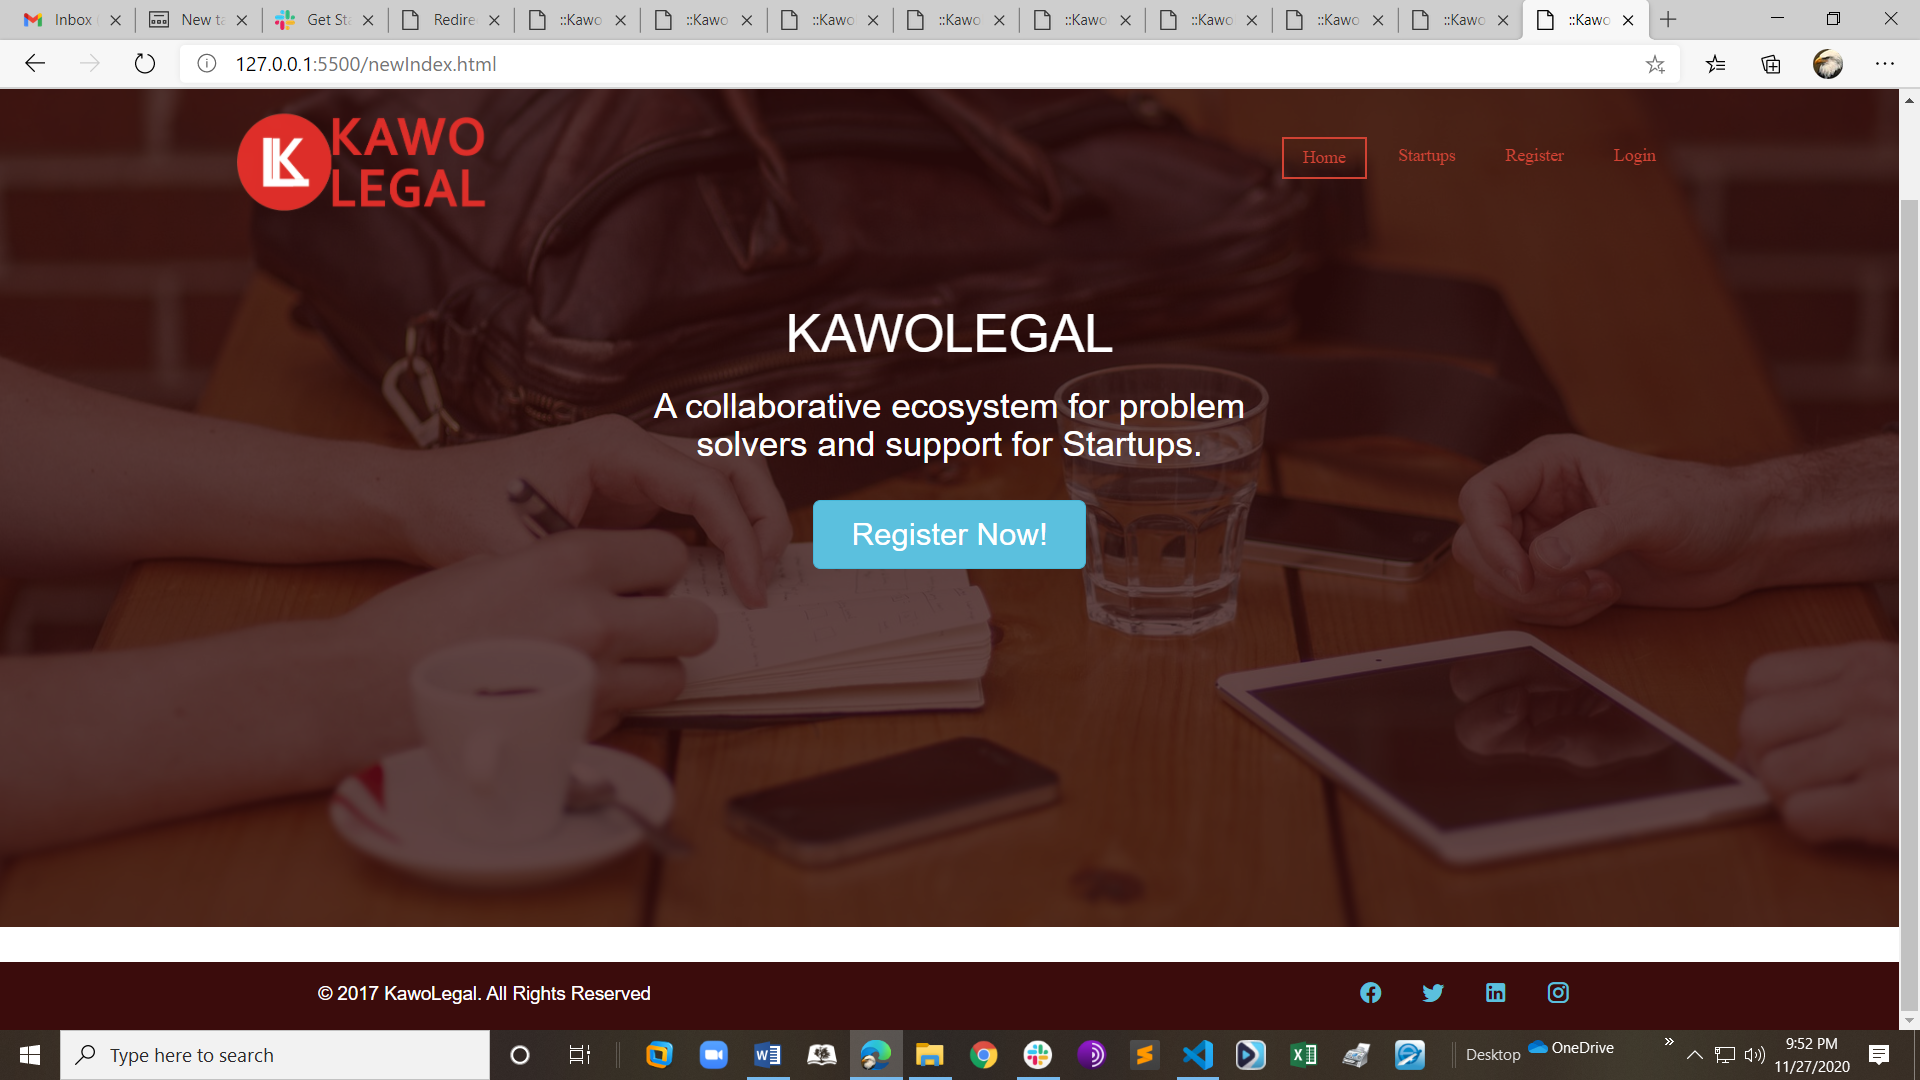 Inbox
New ta
Get Sta
Redire
::Kawo
::Kawo
::Kawo
::Kawo
::Kawo
::Kawo
::Kawo
::Kawo
::Kawo
127.0.0.1:5500/newIndex.html
KAWO
LEGAL
Home
Startups
Register
Login
KAWOLEGAL
A collaborative ecosystem for problem
solvers and support for Startups.
Register Now!
© 2017 KawoLegal. All Rights Reserved
Type here to search
Desktop
OneDrive
9:52 PM
11/27/2020